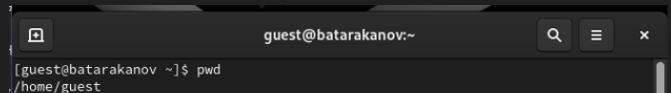 guest@batarakanov:~
[guest@batarakanov ~]$ pwd
/home/guest